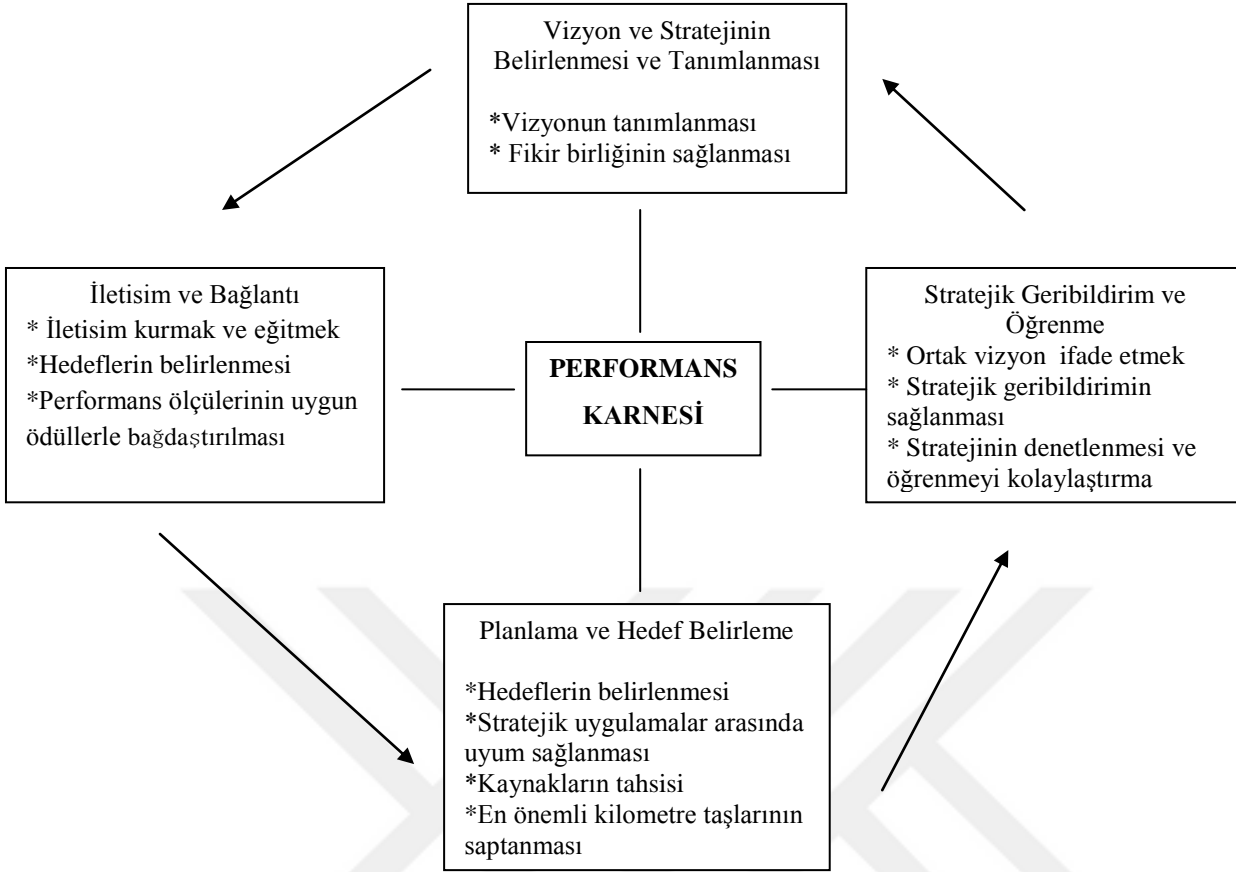 Vizyon ve Stratejinin
Belirlenmesi ve Tanımlanması
*Vizyonun tanımlanması
* Fikir birliğinin sağlanması
İletisim ve Bağlantı
* İletisim kurmak ve eğitmek
*Hedeflerin belirlenmesi
*Performans ölçülerinin uygun
ödüllerle bağdaştırılması
PERFORMANS
KARNESİ
Stratejik Geribildirim ve
Öğrenme
* Ortak vizyon ifade etmek
* Stratejik geribildirimin
sağlanması
* Stratejinin denetlenmesi ve
öğrenmeyi kolaylaştırma
Planlama ve Hedef Belirleme
*Hedeflerin belirlenmesi
*Stratejik uygulamalar arasında
uyum sağlanması
*Kaynakların tahsisi
*En önemli kilometre taşlarının
saptanması